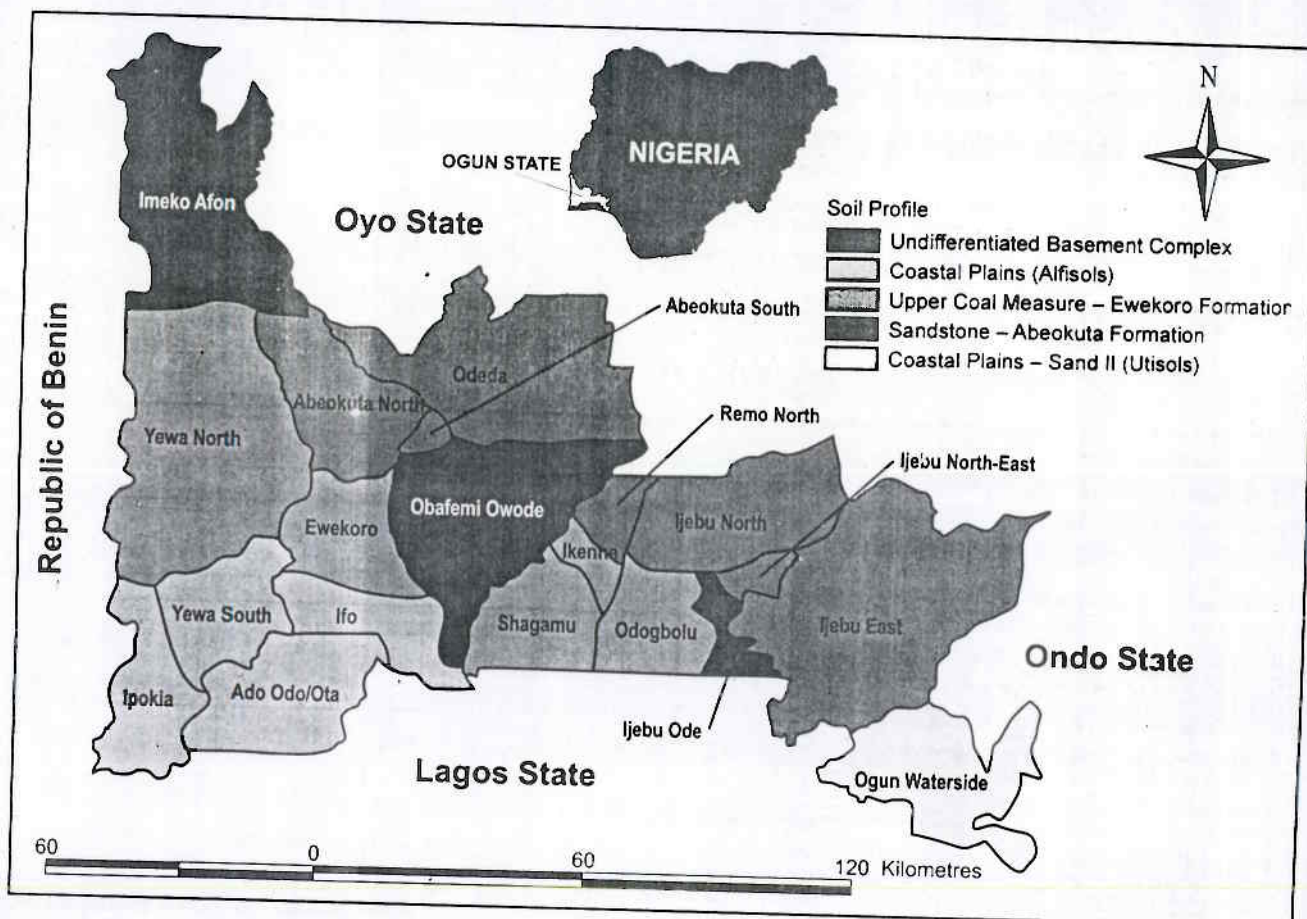 N
NIGERIA
OGUN STATE
Imeko Afon
Oyo State
Soil Profile
Undifferentiated Basement Complex
Coastal Plains (Alfisols)
Upper Coal Measure – Ewekoro Formation
Sandstone – Abeokuta Formation
Coastal Plains – Sand II (Utisols)
Republic of Benin
Abeokuta South
Odeda
Abeokuta North
Remo North
Yewa North
Ijebu North-East
Obafemi Owode
Ijebu North
Ewekoro
Ikenne
Yewa South
Ifo
Shagamu
Odogbolu
Ijebu East
Ondo State
Ipokia
Ado Odo/Ota
Ijebu Ode
Lagos State
Ogun Waterside
60
0
60
120 Kilometres